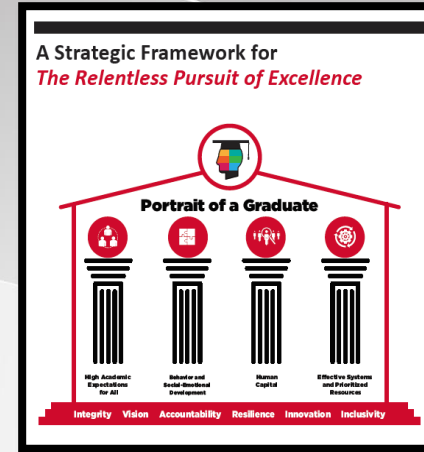 A Strategic Framework for
The Relentless Pursuit of Excellence
Portrait of a Graduate
High Academic
Expectations
for All
Behavior and
Social-Emotional
Development
Human
Capital
Effective Systems
and Prioritized
Resources
Integrity Vision Accountability Resilience Innovation Inclusivity